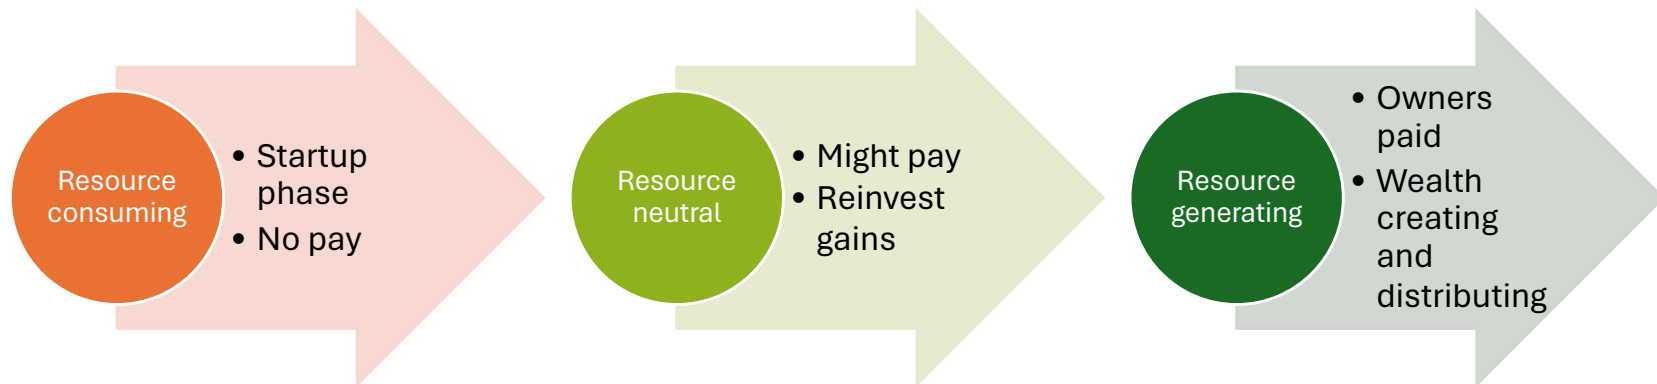 Resource
consuming
• Startup
phase
• No pay
Resource
neutral
• Might pay
• Reinvest
gains
Resource
generating
• Owners
paid
• Wealth
creating
and
distributing